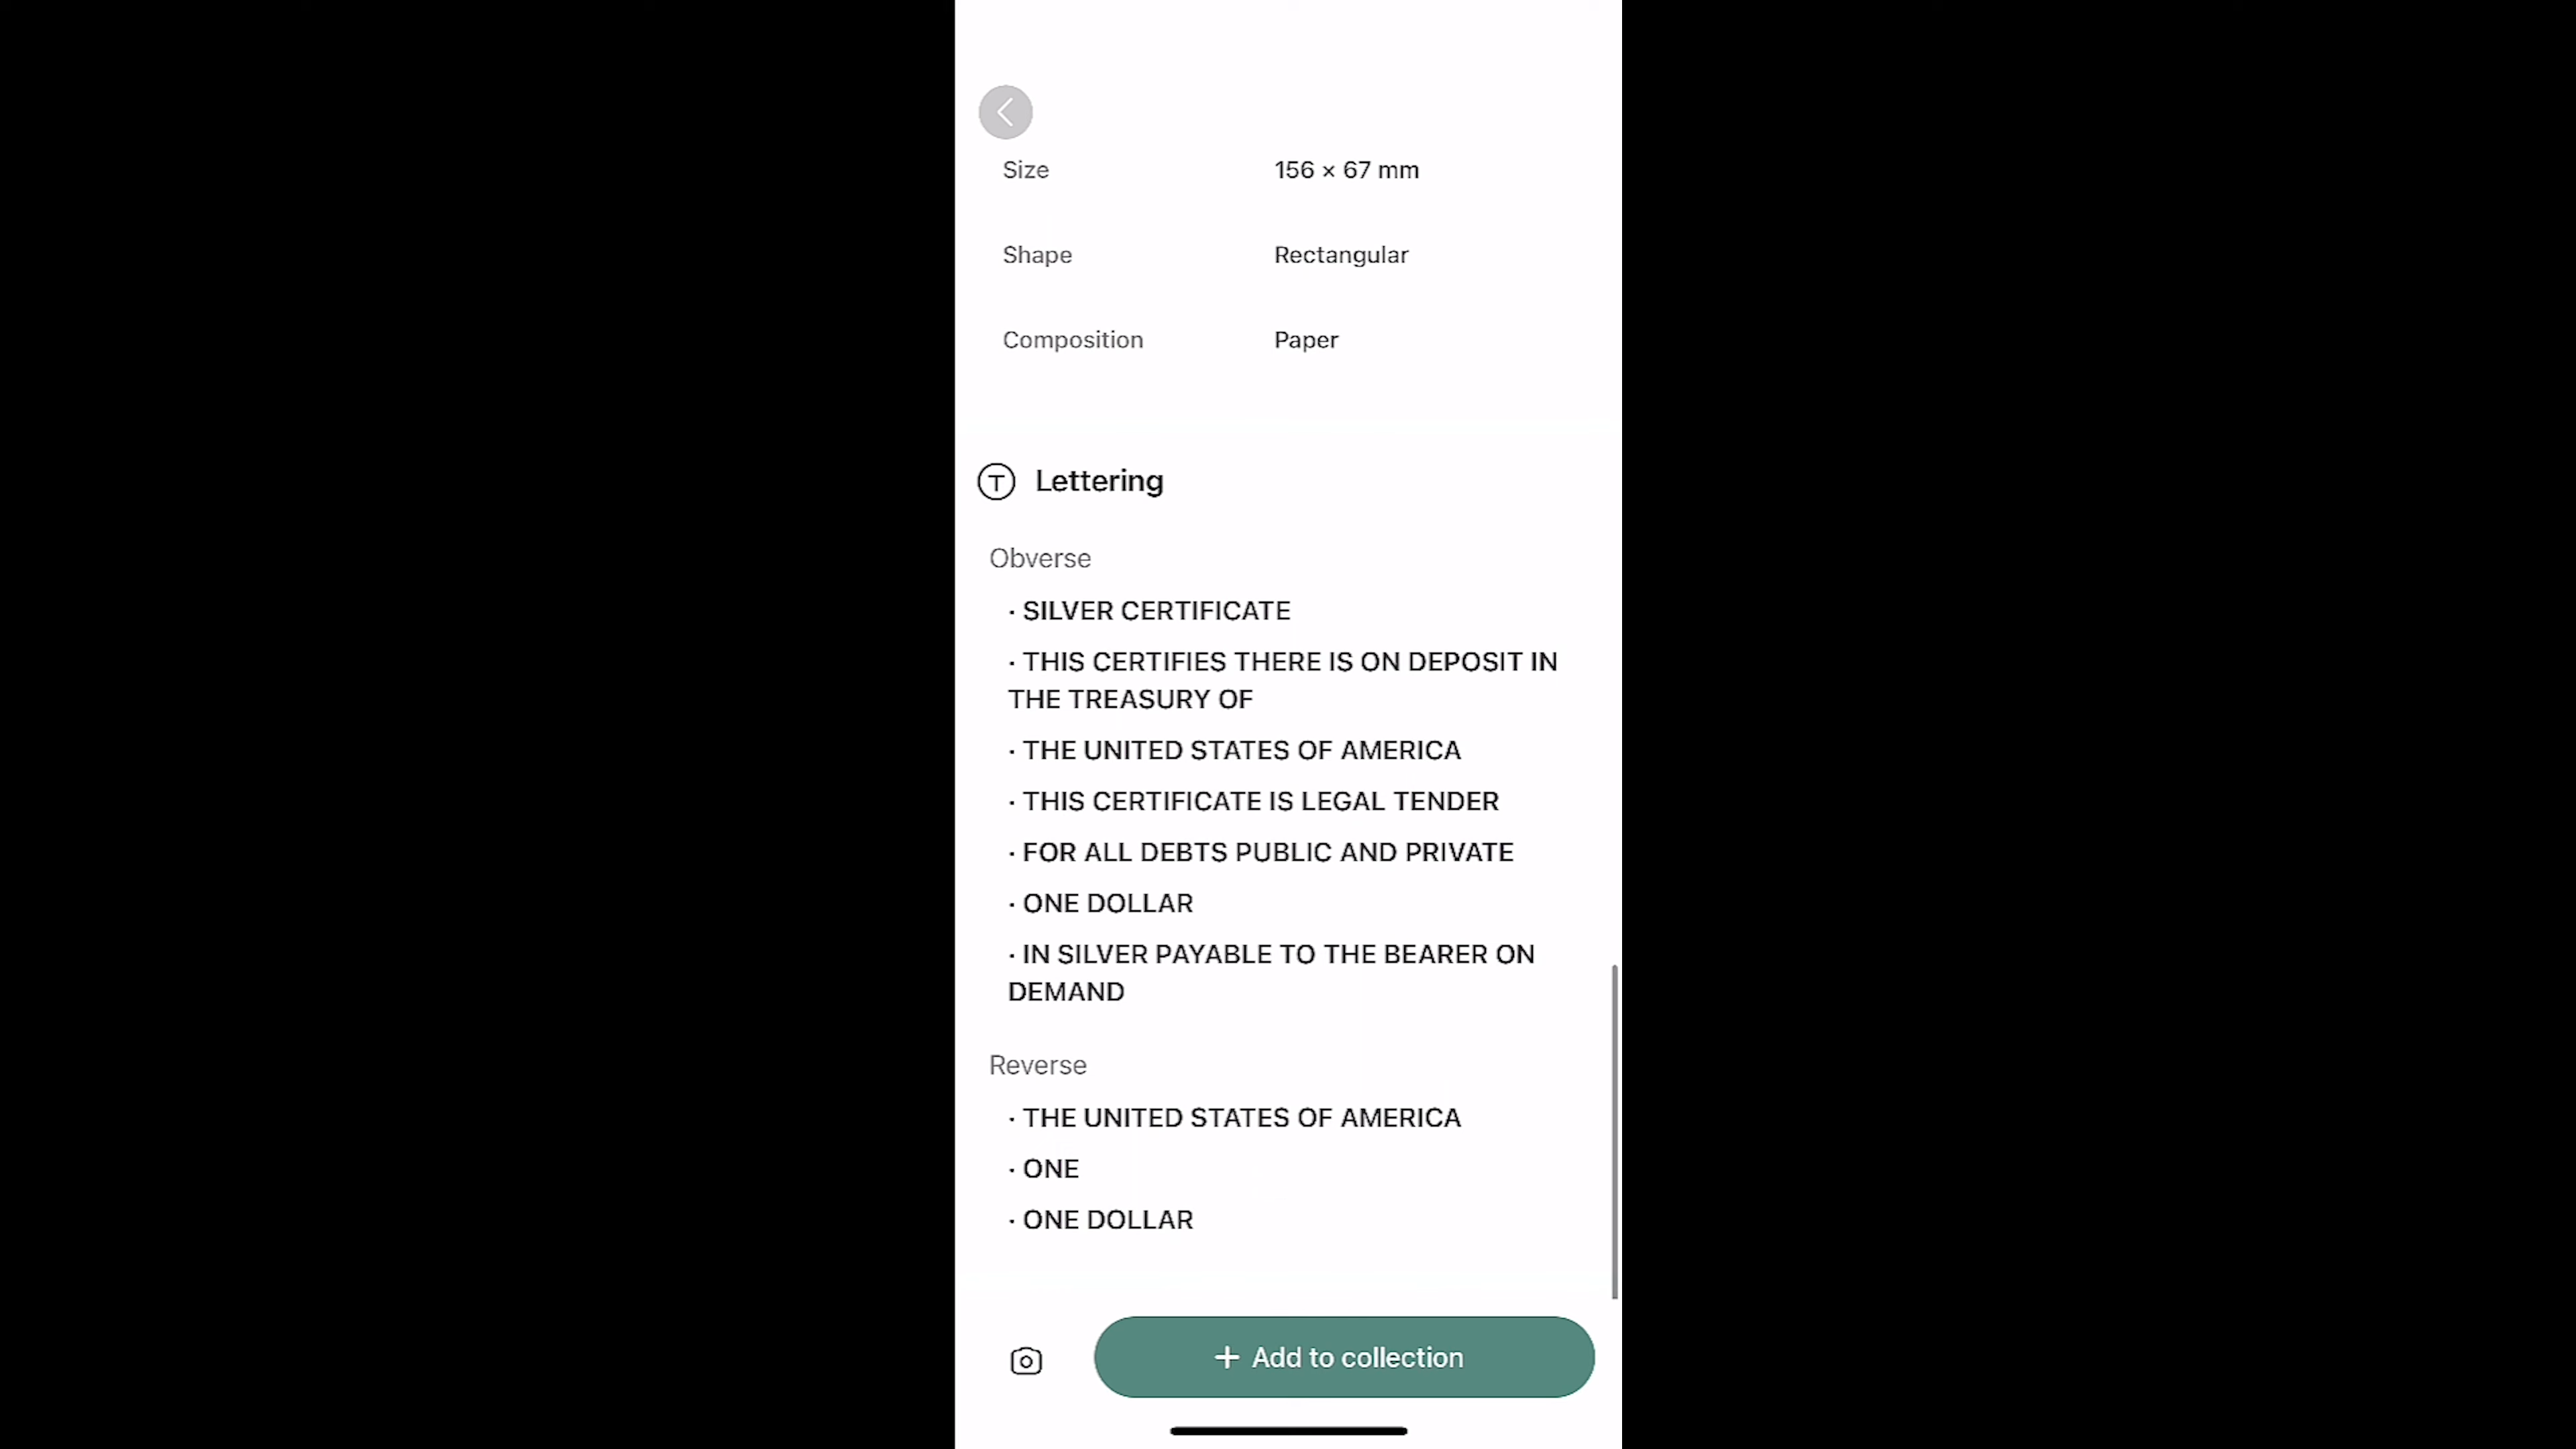 Size 156 × 67 mm
Shape Rectangular
Composition Paper
T Lettering
Obverse
· SILVER CERTIFICATE
· THIS CERTIFIES THERE IS ON DEPOSIT IN
THE TREASURY OF
· THE UNITED STATES OF AMERICA
· THIS CERTIFICATE IS LEGAL TENDER
· FOR ALL DEBTS PUBLIC AND PRIVATE
· ONE DOLLAR
· IN SILVER PAYABLE TO THE BEARER ON
DEMAND
Reverse
· THE UNITED STATES OF AMERICA
· ONE
· ONE DOLLAR
+ Add to collection